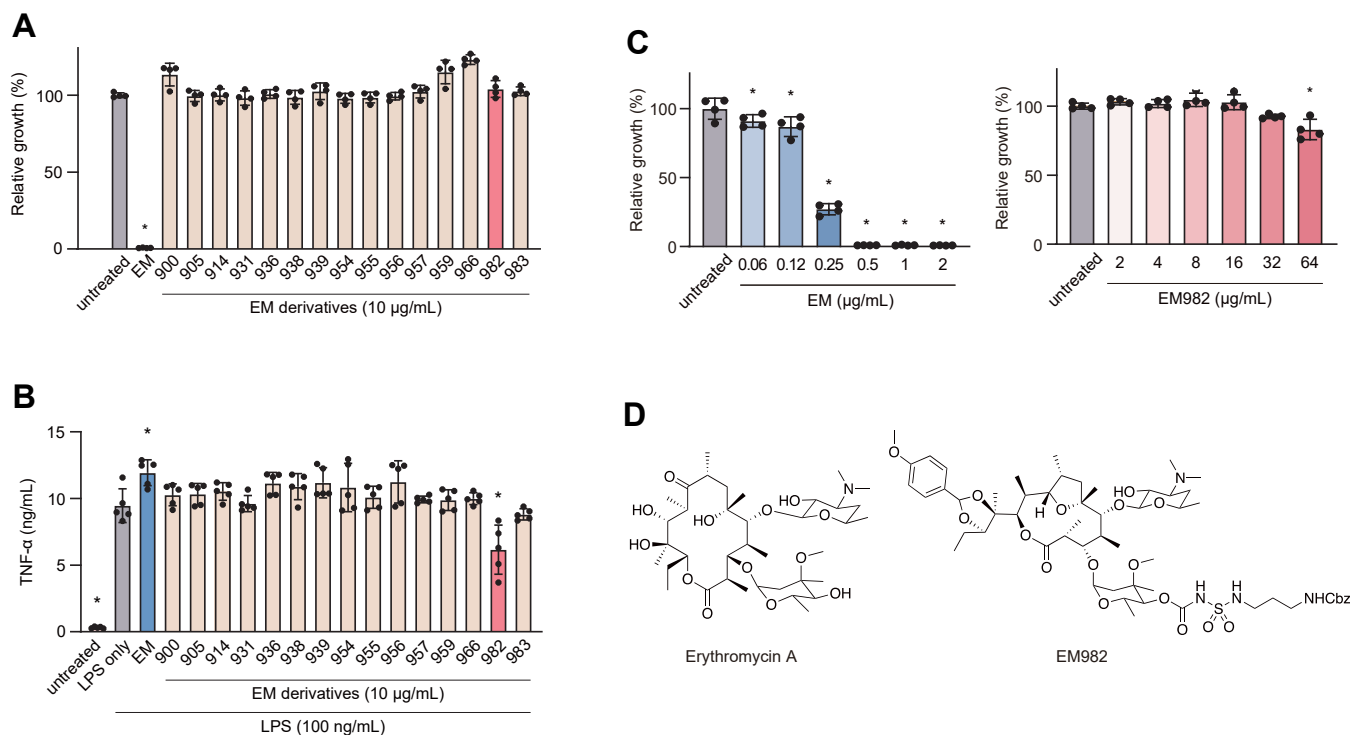 A
Relative growth (%)
100
50
0
*
untreated
EM
900
905
914
931
936
938
939
954
955
956
957
959
966
982
983
EM derivatives (10 µg/mL)
B
TNF-α (ng/mL)
15
10
5
0
*
*
*
untreated
LPS only
EM
900
905
914
931
936
938
939
954
955
956
957
959
966
982
983
EM derivatives (10 µg/mL)
LPS (100 ng/mL)
C
Relative growth (%)
100
50
0
* * * * * *
untreated
0.06 0.12 0.25 0.5 1 2
EM (µg/mL)
Relative growth (%)
100
50
0
*
untreated
2 4 8 16 32 64
EM982 (µg/mL)
D
O
HO
HO
HO
O
O
N
HO
O
O
O
O
O
O
OH
Erythromycin A
O
O
O
H
O
O
O
O
N
HO
O
O
O
O
O
O
H
N
S
O O
H
N
NHCbz
EM982